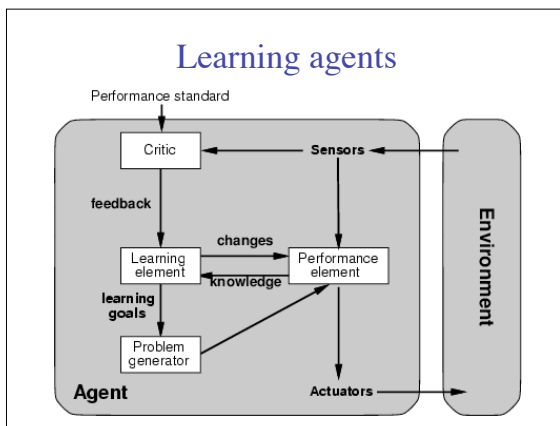 Learning agents
Performance standard
Critic
Sensors
feedback
changes
Learning
element
Performance
element
knowledge
learning
goals
Problem
generator
Agent
Actuators
Environment